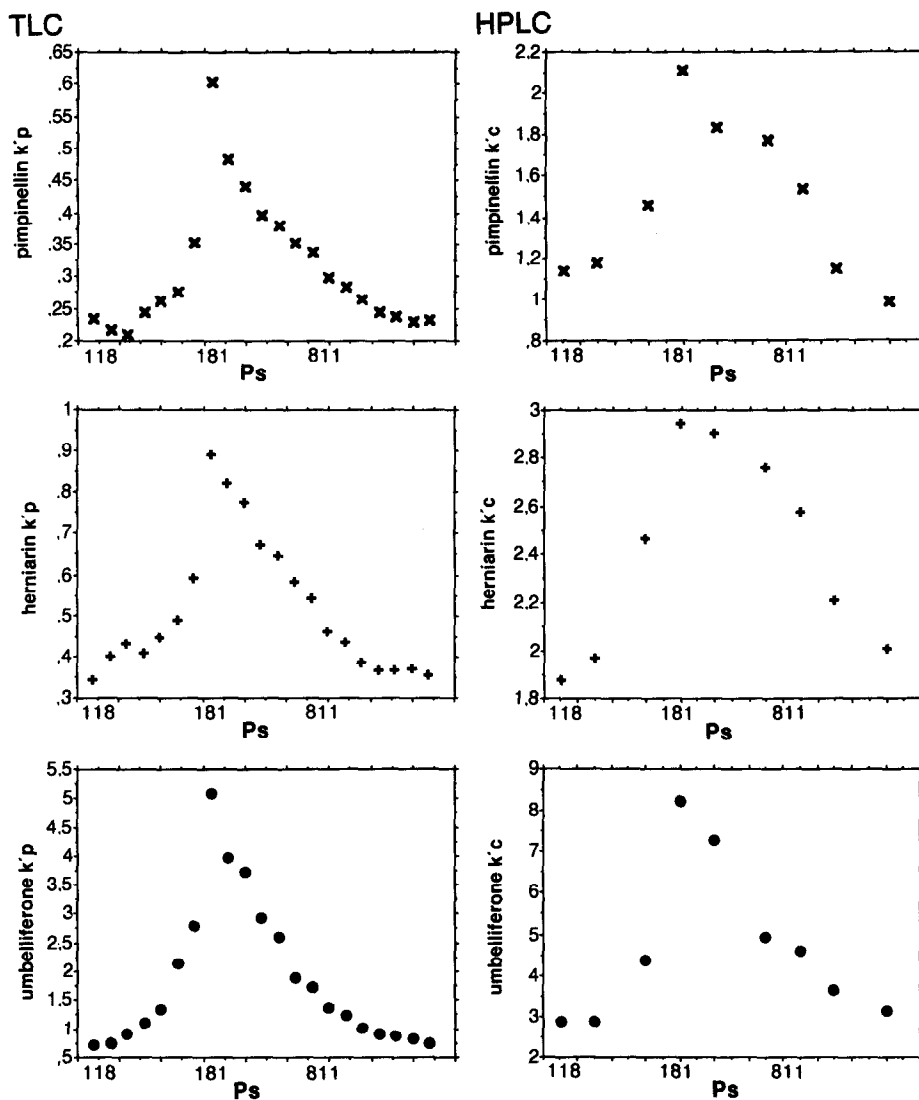 TLC
pimpinellin k´p
.65
.6
.55
.5
.45
.4
.35
.3
.25
.2
118 181 811
Ps
HPLC
pimpinellin k´c
2.2
2
1.8
1.6
1.4
1.2
1
.8
118 181 811
Ps
herniarin k´p
1
.9
.8
.7
.6
.5
.4
.3
118 181 811
Ps
herniarin k´c
3
2.8
2.6
2.4
2.2
2
1.8
118 181 811
Ps
umbelliferone k´p
5.5
5
4.5
4
3.5
3
2.5
2
1.5
1
.5
118 181 811
Ps
umbelliferone k´c
9
8
7
6
5
4
3
2
118 181 811
Ps